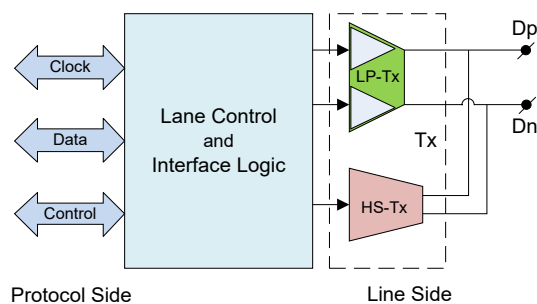 Dp
Clock
LP-Tx
Lane Control
and
Interface Logic
Data
Tx
Dn
Control
HS-Tx
Protocol Side
Line Side